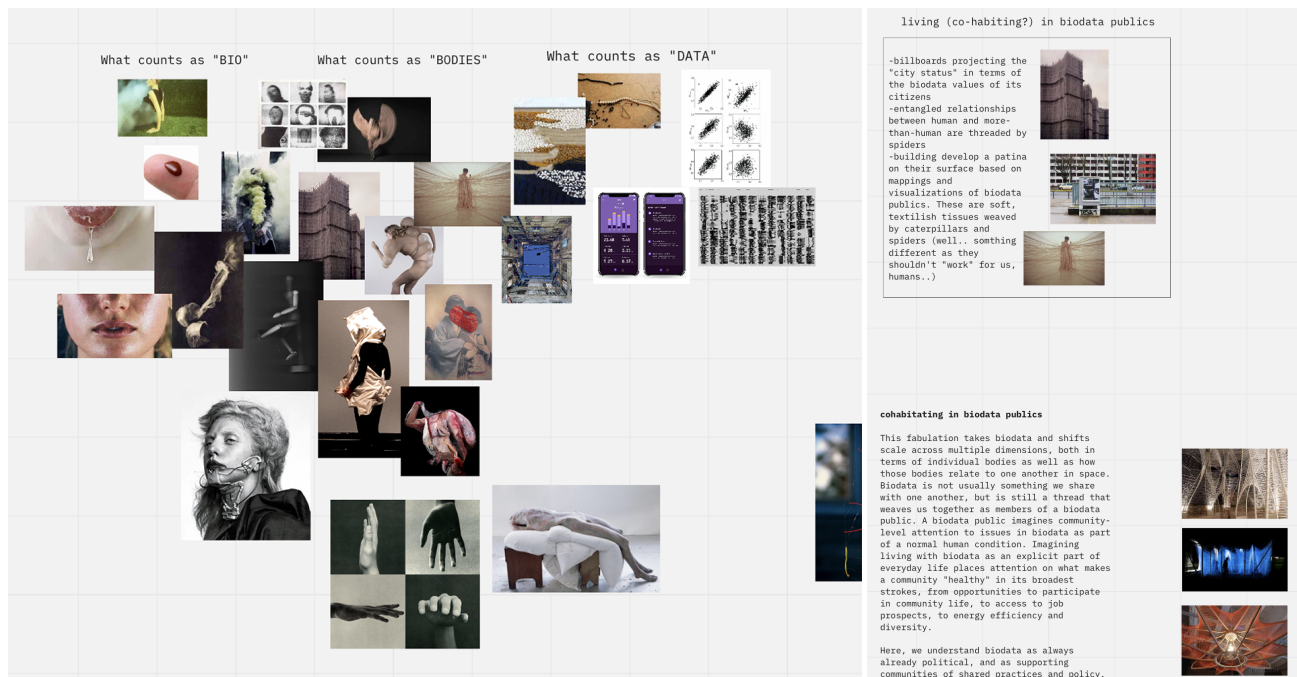 What counts as "BIO"
What counts as "BODIES"
What counts as "DATA"
living (co-habiting?) in biodata publics
-billboards projecting the
"city status" in terms of
the biodata values of its
citizens
-entangled relationships
between human and more-
than-human are threaded by
spiders
-building develop a patina
on their surface based on
mappings and
visualizations of biodata
publics. These are soft,
textilish tissues weaved
by caterpillars and
spiders (well.. somthing
different as they
shouldn't "work" for us,
humans..)
cohabitating in biodata publics
This fabulation takes biodata and shifts
scale across multiple dimensions, both in
terms of individual bodies as well as how
those bodies relate to one another in space.
Biodata is not usually something we share
with one another, but is still a thread that
weaves us together as members of a biodata
public. A biodata public imagines community-
level attention to issues in biodata as part
of a normal human condition. Imagining
living with biodata as an explicit part of
everyday life places attention on what makes
a community "healthy" in its broadest
strokes, from opportunities to participate
in community life, to access to job
prospects, to energy efficiency and
diversity.
Here, we understand biodata as always
already political, and as supporting
communities of shared practices and policy.